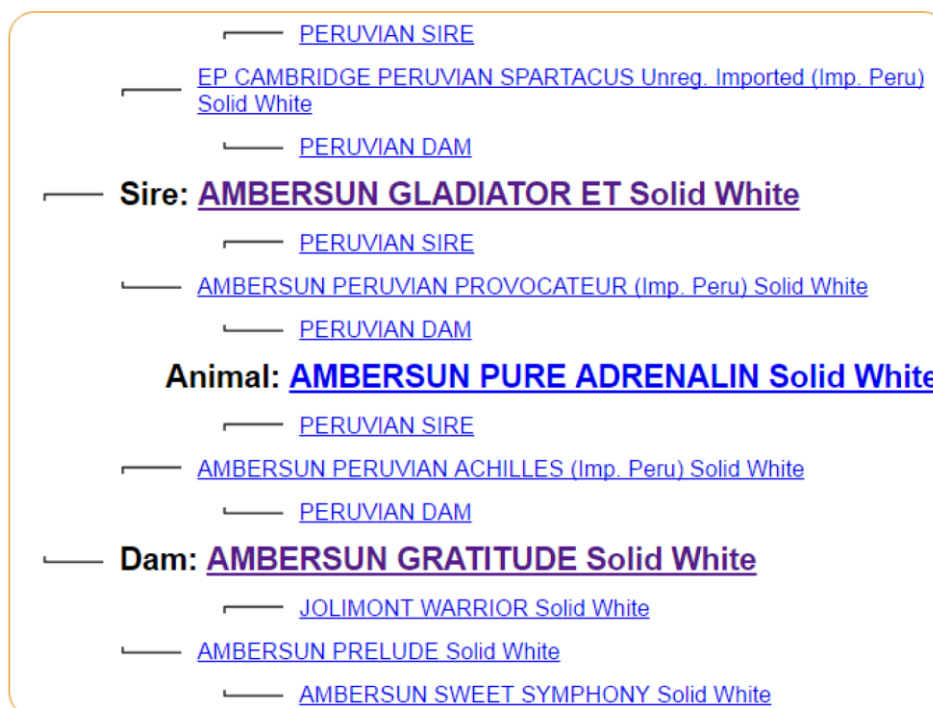 PERUVIAN SIRE
EP CAMBRIDGE PERUVIAN SPARTACUS Unreg. Imported (Imp. Peru)
Solid White
PERUVIAN DAM
Sire: AMBERSUN GLADIATOR ET Solid White
PERUVIAN SIRE
AMBERSUN PERUVIAN PROVOCATEUR (Imp. Peru) Solid White
PERUVIAN DAM
Animal: AMBERSUN PURE ADRENALIN Solid White
PERUVIAN SIRE
AMBERSUN PERUVIAN ACHILLES (Imp. Peru) Solid White
PERUVIAN DAM
Dam: AMBERSUN GRATITUDE Solid White
JOLIMONT WARRIOR Solid White
AMBERSUN PRELUDE Solid White
AMBERSUN SWEET SYMPHONY Solid White